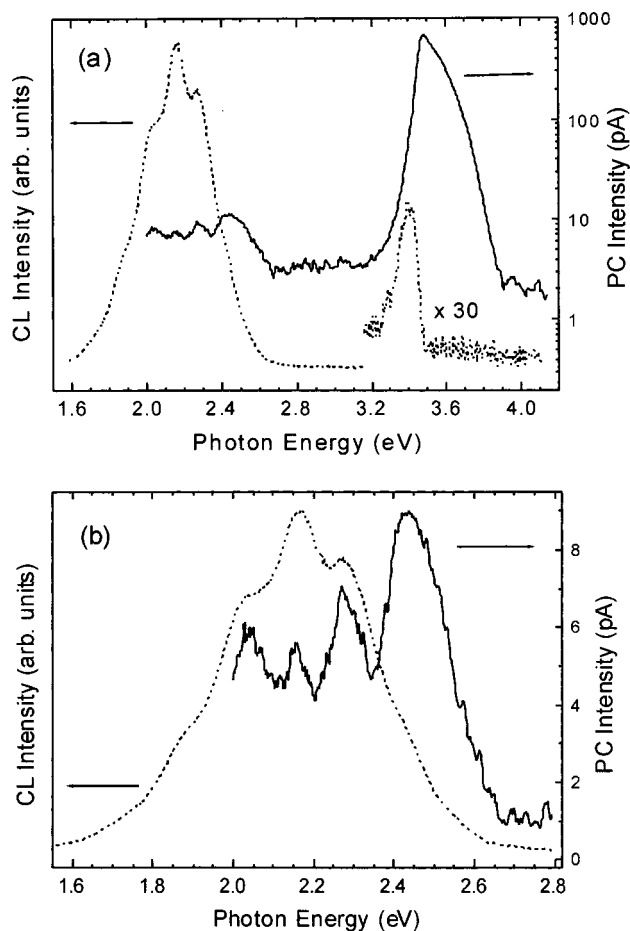 (a)
CL Intensity (arb. units)
PC Intensity (pA)
1000
100
10
1
x 30
1.6 2.0 2.4 2.8 3.2 3.6 4.0
Photon Energy (eV)
(b)
CL Intensity (arb. units)
PC Intensity (pA)
8
6
4
2
0
1.6 1.8 2.0 2.2 2.4 2.6 2.8
Photon Energy (eV)